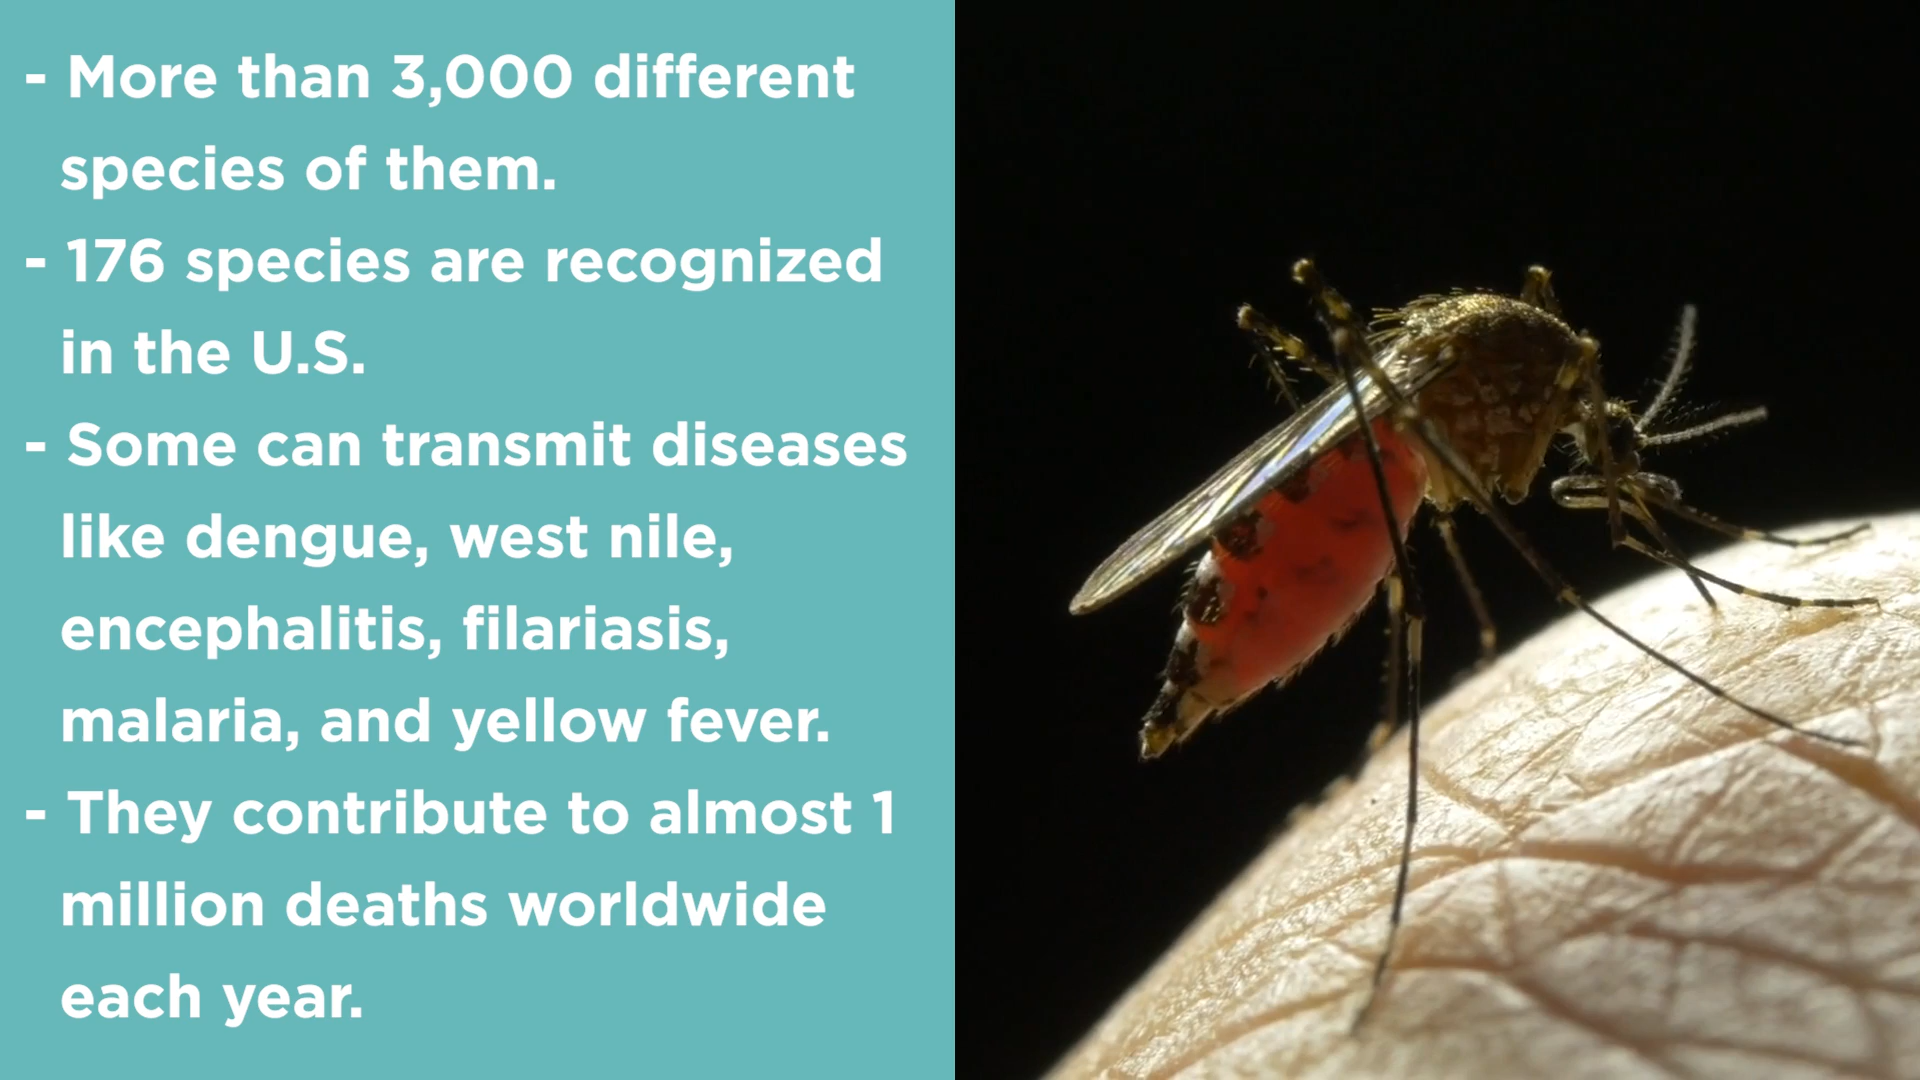 - More than 3,000 different
species of them.
- 176 species are recognized
in the U.S.
- Some can transmit diseases
like dengue, west nile,
encephalitis, filariasis,
malaria, and yellow fever.
- They contribute to almost 1
million deaths worldwide
each year.